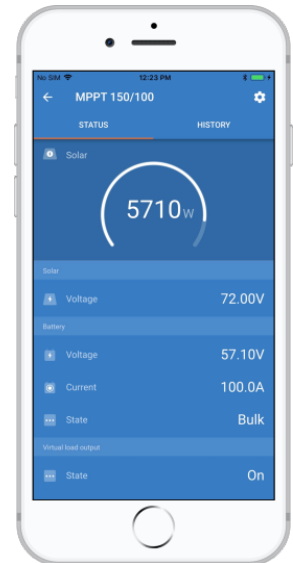 No SIM 12:23 PM
MPPT 150/100
STATUS HISTORY
Solar
5710W
Solar
Voltage 72.00V
Battery
Voltage 57.10V
Current 100.0A
State Bulk
Virtual load output
State On